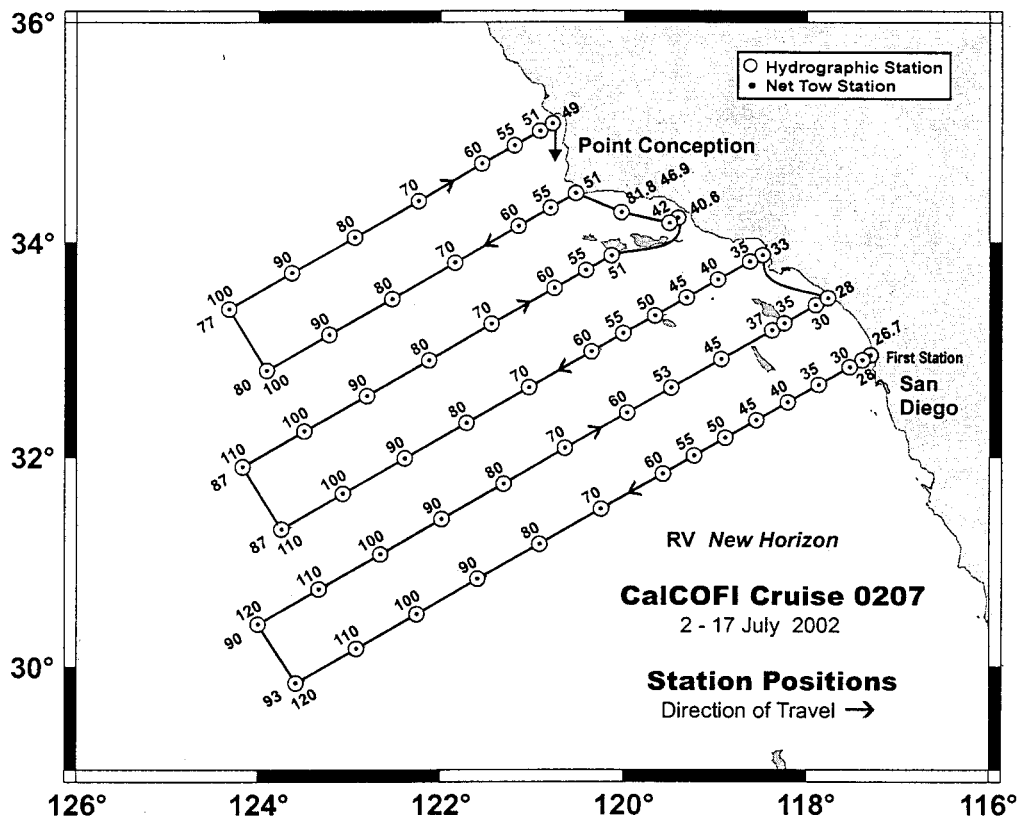 36°
34°
32°
30°
126°
124°
122°
120°
118°
116°
Hydrographic Station
Net Tow Station
Point Conception
100 90 80 70 60 55 51 49
77
51 55 60 70 80 90 100
80
81.8 46.9
42 40.8
51 55 60 70 80 90 100 110
87
33 35 40 45 50 55 60 70 80 90 100 110
87
28 30 35 37 45 53 60 70 80 90 100 110 120
90
26.7 28 30 35 40 45 50 55 60 70 80 90 100 110 120
93
First Station
San
Diego
RV New Horizon
CalCOFI Cruise 0207
2 - 17 July 2002
Station Positions
Direction of Travel →